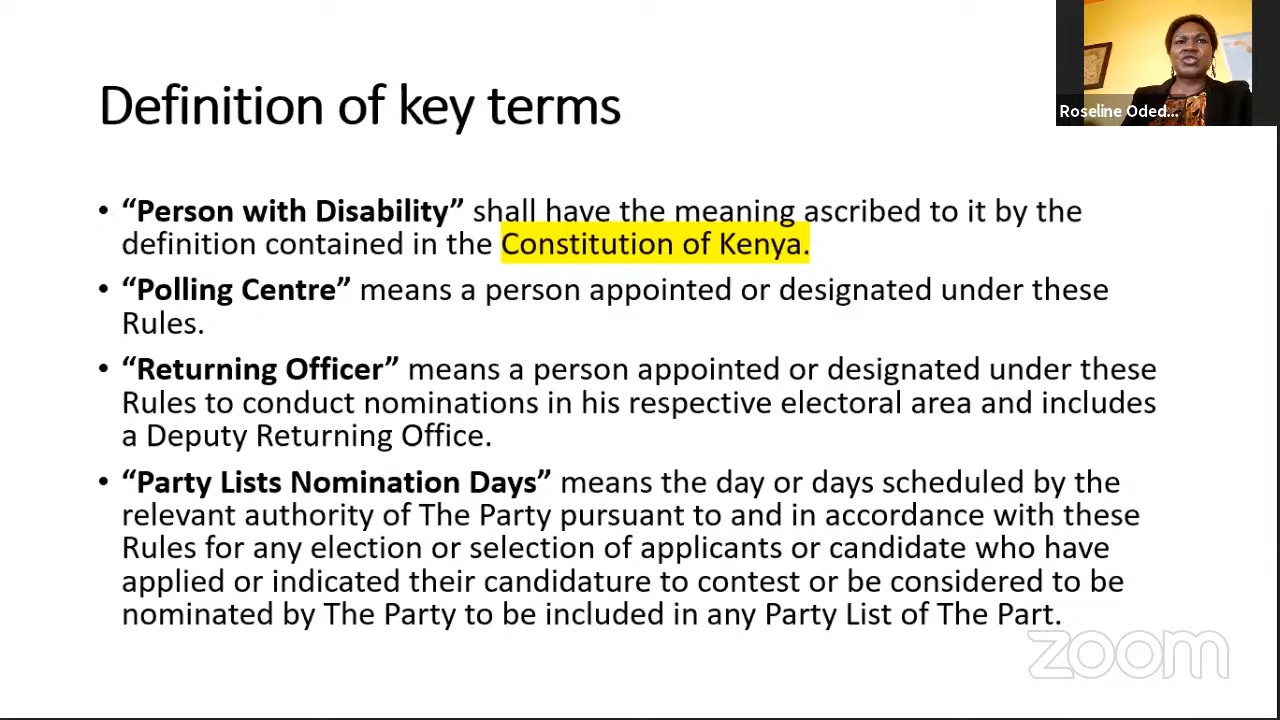 Definition of key terms
Roseline Oded...
• “Person with Disability” shall have the meaning ascribed to it by the
definition contained in the Constitution of Kenya.
• “Polling Centre” means a person appointed or designated under these
Rules.
• “Returning Officer” means a person appointed or designated under these
Rules to conduct nominations in his respective electoral area and includes
a Deputy Returning Office.
• “Party Lists Nomination Days” means the day or days scheduled by the
relevant authority of The Party pursuant to and in accordance with these
Rules for any election or selection of applicants or candidate who have
applied or indicated their candidature to contest or be considered to be
nominated by The Party to be included in any Party List of The Part.
zoom